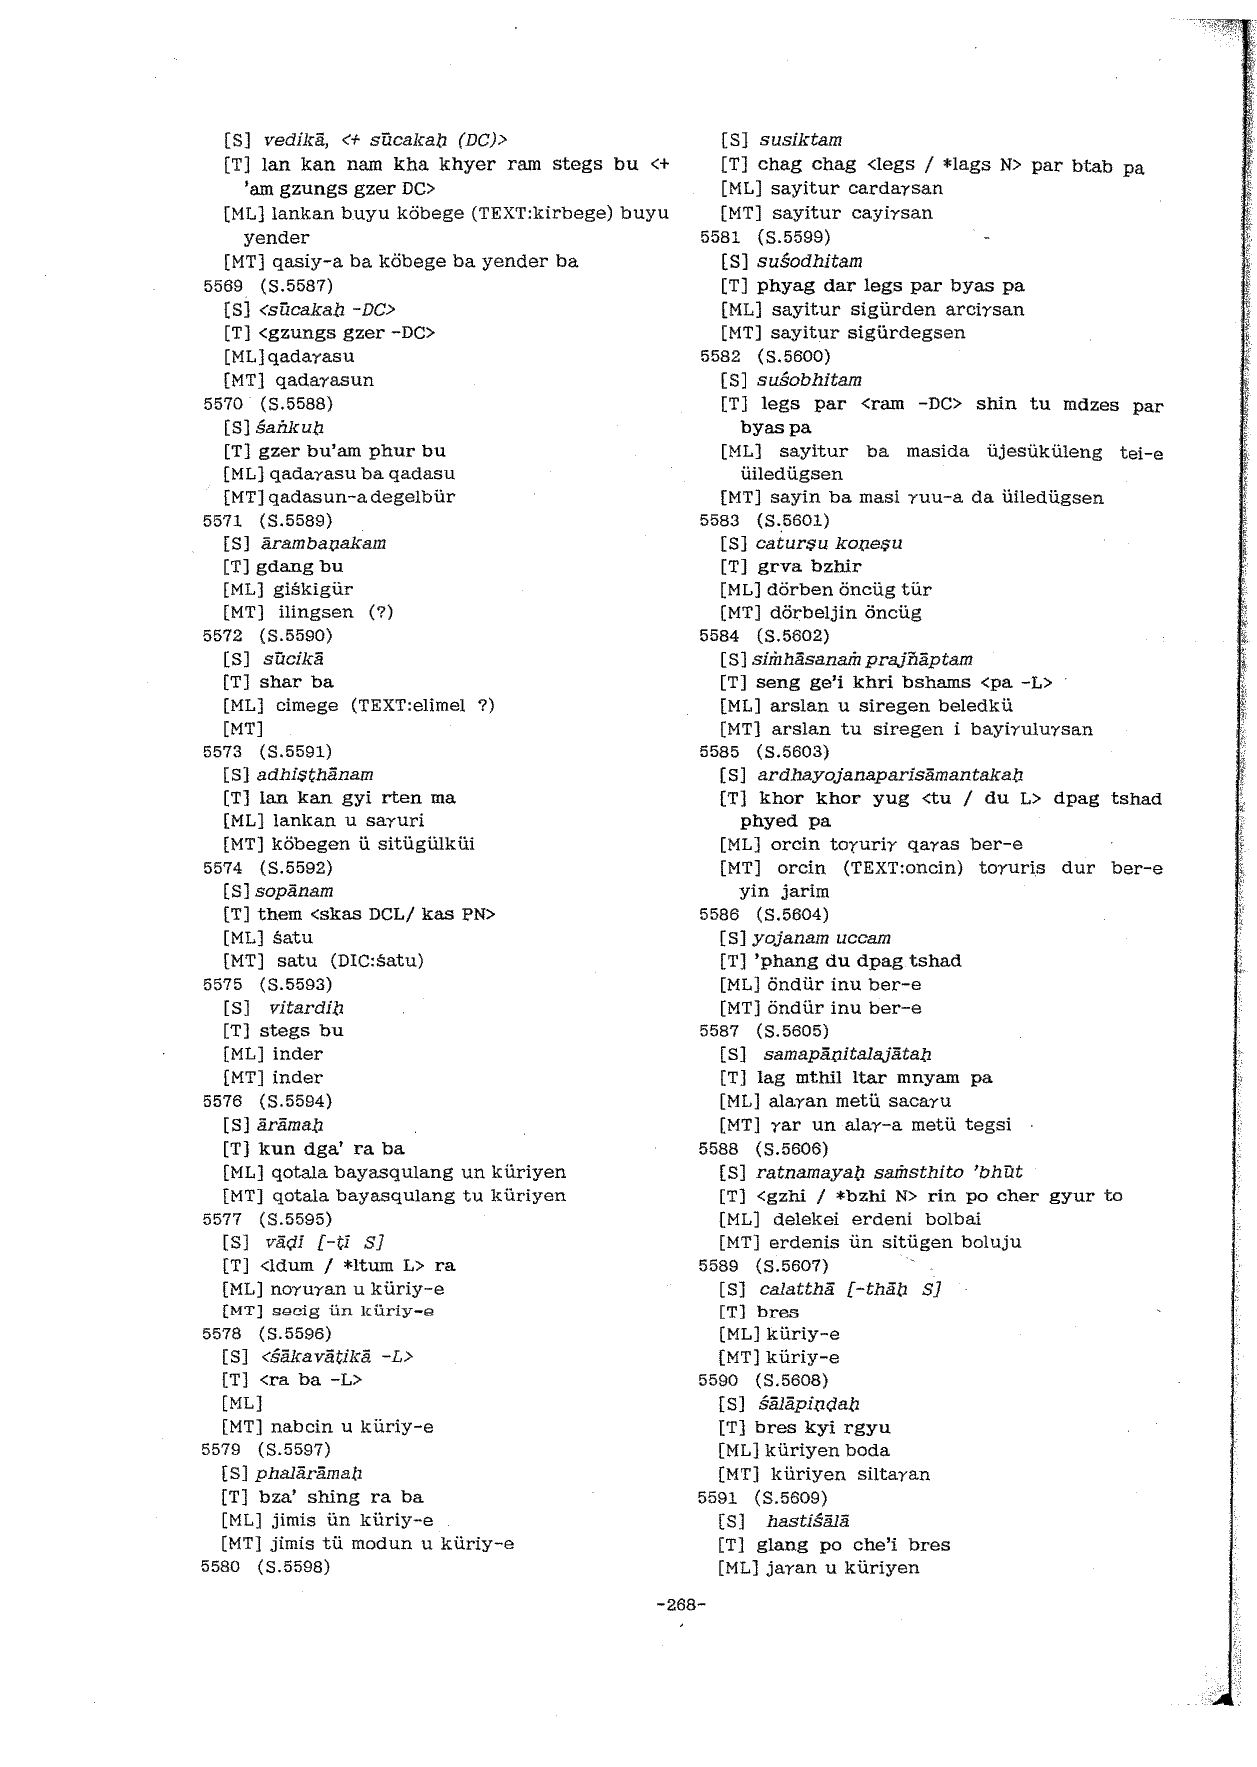 [S] vedikā, <+ sūcakaḥ (DC)>
[T] lan kan nam kha khyer ram stegs bu <+
'am gzungs gzer DC>
[ML] lankan buyu köbege (TEXT:kirbege) buyu
yender
[MT] qasiy-a ba köbege ba yender ba
5569 (S.5587)
[S] <sūcakaḥ -DC>
[T] <gzungs gzer -DC>
[ML] qadaγasu
[MT] qadaγasun
5570 (S.5588)
[S] śaṅkuḥ
[T] gzer bu'am phur bu
[ML] qadaγasu ba qadasu
[MT] qadasun-a degelbür
5571 (S.5589)
[S] ārambaṇakam
[T] gdang bu
[ML] giśkigür
[MT] ilingsen (?)
5572 (S.5590)
[S] sūcikā
[T] shar ba
[ML] cimege (TEXT:elimel ?)
[MT]
5573 (S.5591)
[S] adhiṣṭhānam
[T] lan kan gyi rten ma
[ML] lankan u saγuri
[MT] köbegen ü sitügülküi
5574 (S.5592)
[S] sopānam
[T] them <skas DCL/ kas PN>
[ML] śatu
[MT] satu (DIC:śatu)
5575 (S.5593)
[S] vitardiḥ
[T] stegs bu
[ML] inder
[MT] inder
5576 (S.5594)
[S] ārāmaḥ
[T] kun dga' ra ba
[ML] qotala bayasqulang un küriyen
[MT] qotala bayasqulang tu küriyen
5577 (S.5595)
[S] vāḍi [-ṭī S]
[T] <ldum / *ltum L> ra
[ML] noγuγan u küriy-e
[MT] secig ün küriy-e
5578 (S.5596)
[S] <śākavāṭikā -L>
[T] <ra ba -L>
[ML]
[MT] nabcin u küriy-e
5579 (S.5597)
[S] phalārāmaḥ
[T] bza' shing ra ba
[ML] jimis ün küriy-e
[MT] jimis tü modun u küriy-e
5580 (S.5598)
[S] susiktam
[T] chag chag <legs / *lags N> par btab pa
[ML] sayitur cardaγsan
[MT] sayitur cayiγsan
5581 (S.5599)
[S] suśodhitam
[T] phyag dar legs par byas pa
[ML] sayitur sigürden arciγsan
[MT] sayitur sigürdegsen
5582 (S.5600)
[S] suśobhitam
[T] legs par <ram -DC> shin tu mdzes par
byas pa
[ML] sayitur ba masida üjesüküleng tei-e
üiledügsen
[MT] sayin ba masi γuu-a da üiledügsen
5583 (S.5601)
[S] caturṣu koṇeṣu
[T] grva bzhir
[ML] dörben öncüg tür
[MT] dörbeljin öncüg
5584 (S.5602)
[S] siṁhāsanaṁ prajñāptam
[T] seng ge'i khri bshams <pa -L>
[ML] arslan u siregen beledkü
[MT] arslan tu siregen i bayiγuluγsan
5585 (S.5603)
[S] ardhayojanaparisāmantakaḥ
[T] khor khor yug <tu / du L> dpag tshad
phyed pa
[ML] orcin toγuriγ qaγas ber-e
[MT] orcin (TEXT:oncin) toγuris dur ber-e
yin jarim
5586 (S.5604)
[S] yojanam uccam
[T] 'phang du dpag tshad
[ML] öndür inu ber-e
[MT] öndür inu ber-e
5587 (S.5605)
[S] samapāṇitalajātaḥ
[T] lag mthil ltar mnyam pa
[ML] alaγan metü sacaγu
[MT] γar un alaγ-a metü tegsi
5588 (S.5606)
[S] ratnamayaḥ saṁsthito 'bhūt
[T] <gzhi / *bzhi N> rin po cher gyur to
[ML] delekei erdeni bolbai
[MT] erdenis ün sitügen boluju
5589 (S.5607)
[S] calatthā [-thāḥ S]
[T] bres
[ML] küriy-e
[MT] küriy-e
5590 (S.5608)
[S] śālāpiṇḍaḥ
[T] bres kyi rgyu
[ML] küriyen boda
[MT] küriyen siltaγan
5591 (S.5609)
[S] hastiśālā
[T] glang po che'i bres
[ML] jaγan u küriyen
-268-